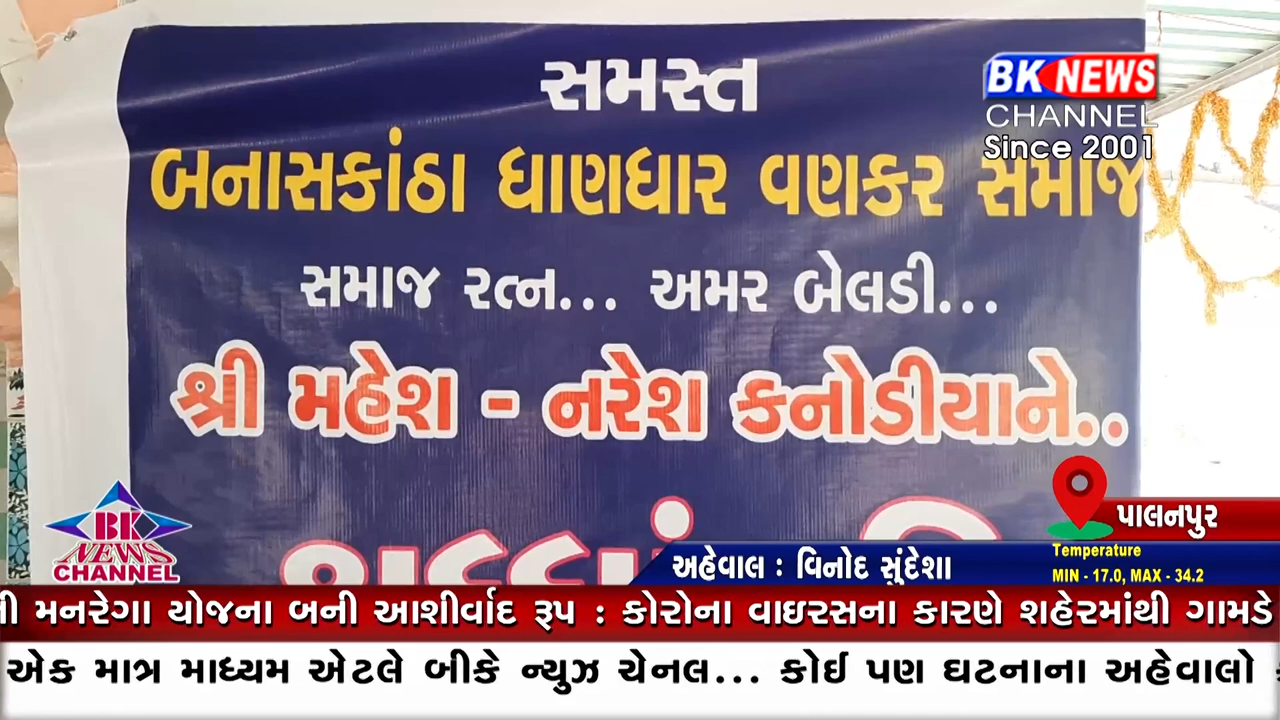 સમસ્ત
બનાસકાંઠા ધાણધાર વણકર સમાજ
સમાજ રત્ન... અમર બેલડી...
શ્રી મહેશ - નરેશ કનોડીયાને..
BK NEWS
CHANNEL
Since 2001
BK
NEWS
CHANNEL
પાલનપુર
અહેવાલ : વિનોદ સુંદેશા
Temperature
MIN - 17.0, MAX - 34.2
મનરેગા યોજના બની આશીર્વાદ રૂપ : કોરોના વાઇરસના કારણે શહેરમાંથી ગામડે
એક માત્ર માધ્યમ એટલે બીકે ન્યુઝ ચેનલ... કોઈ પણ ઘટનાના અહેવાલો